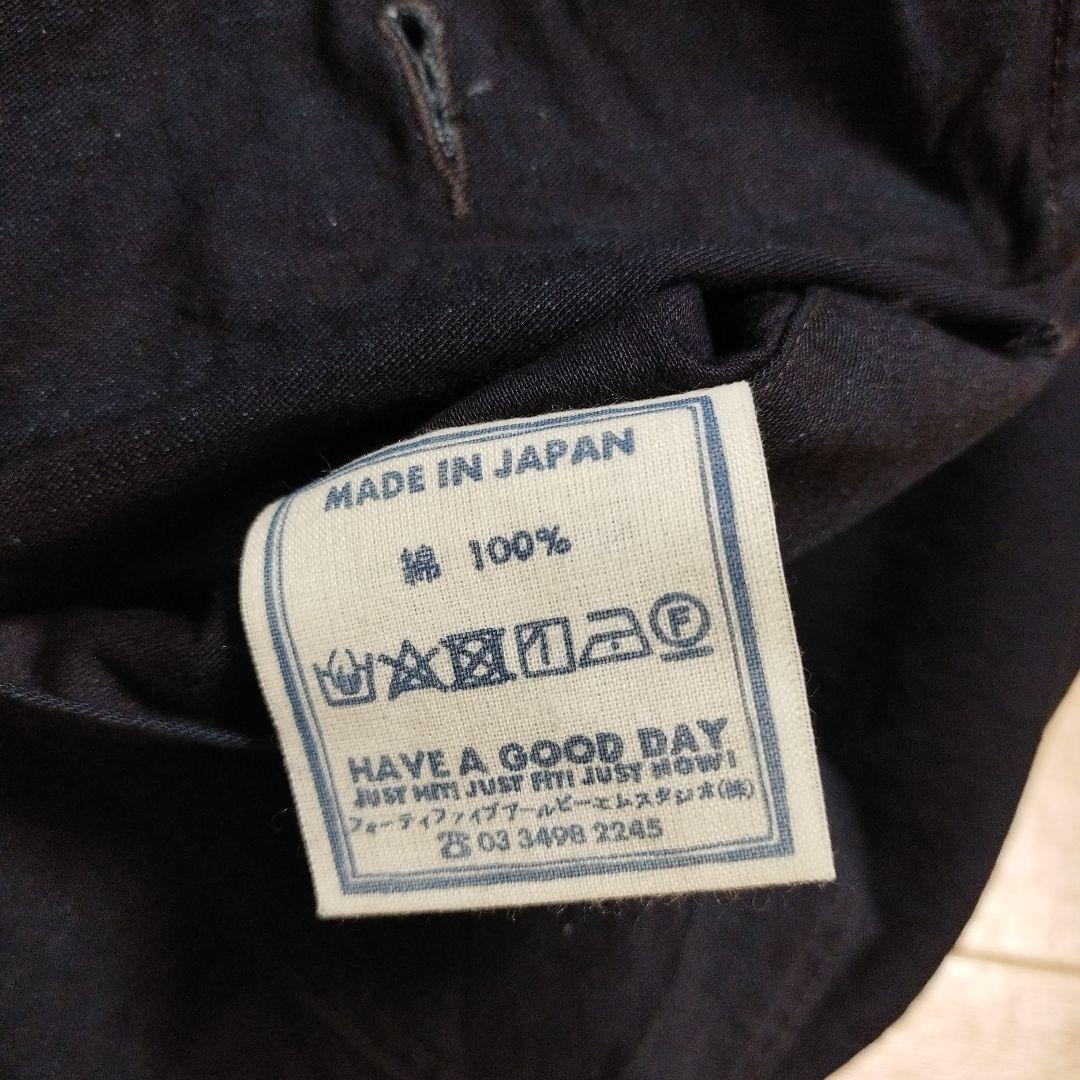 MADE IN JAPAN
綿 100%
F
HAVE A GOOD DAY
JUST HIT! JUST FIT! JUST NOW!
フォーティファイブアールピーエムスタジオ(株)
☎ 03 3498 2245